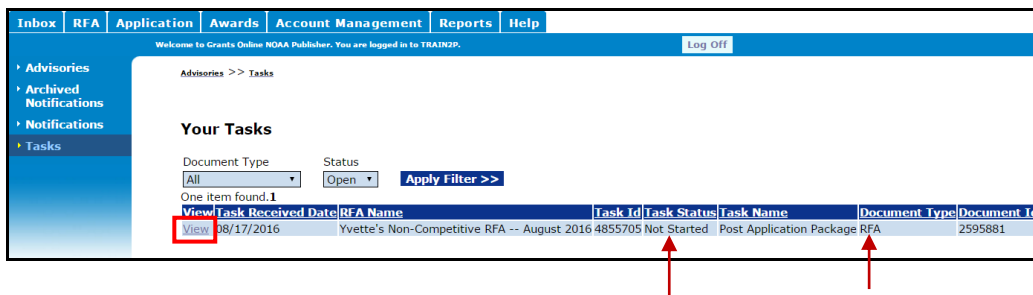 Inbox RFA Application Awards Account Management Reports Help
Welcome to Grants Online NOAA Publisher. You are logged in to TRAIN2P. Log Off
Advisories
Archived
Notifications
Notifications
Tasks
Advisories >> Tasks
Your Tasks
Document Type Status
All Open Apply Filter >>
One item found.1
View Task Received Date RFA Name Task Id Task Status Task Name Document Type Document Id
View 08/17/2016 Yvette's Non-Competitive RFA -- August 2016 4855705 Not Started Post Application Package RFA 2595881